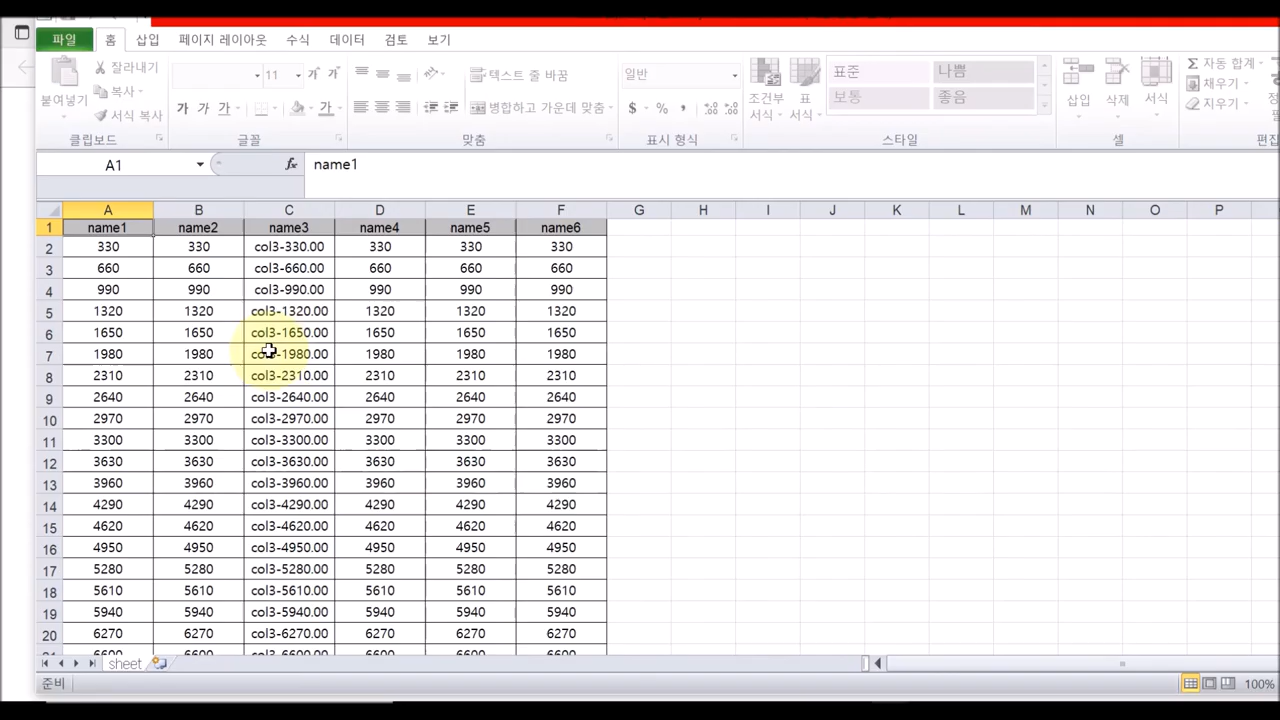 파일 홈 삽입 페이지 레이아웃 수식 데이터 검토 보기
붙여넣기 잘라내기 복사 서식 복사 클립보드
11 가 가 가 가 가 글꼴
텍스트 줄 바꿈 병합하고 가운데 맞춤 맞춤
일반 $ % , 표시 형식
조건부 서식 표 서식 표준 나쁨 보통 좋음 스타일
삽입 삭제 서식 셀
Σ 자동 합계 채우기 지우기 편집
A1 fx name1
A B C D E F G H I J K L M N O P
1 name1 name2 name3 name4 name5 name6
2 330 330 col3-330.00 330 330 330
3 660 660 col3-660.00 660 660 660
4 990 990 col3-990.00 990 990 990
5 1320 1320 col3-1320.00 1320 1320 1320
6 1650 1650 col3-1650.00 1650 1650 1650
7 1980 1980 col3-1980.00 1980 1980 1980
8 2310 2310 col3-2310.00 2310 2310 2310
9 2640 2640 col3-2640.00 2640 2640 2640
10 2970 2970 col3-2970.00 2970 2970 2970
11 3300 3300 col3-3300.00 3300 3300 3300
12 3630 3630 col3-3630.00 3630 3630 3630
13 3960 3960 col3-3960.00 3960 3960 3960
14 4290 4290 col3-4290.00 4290 4290 4290
15 4620 4620 col3-4620.00 4620 4620 4620
16 4950 4950 col3-4950.00 4950 4950 4950
17 5280 5280 col3-5280.00 5280 5280 5280
18 5610 5610 col3-5610.00 5610 5610 5610
19 5940 5940 col3-5940.00 5940 5940 5940
20 6270 6270 col3-6270.00 6270 6270 6270
sheet
준비 100%